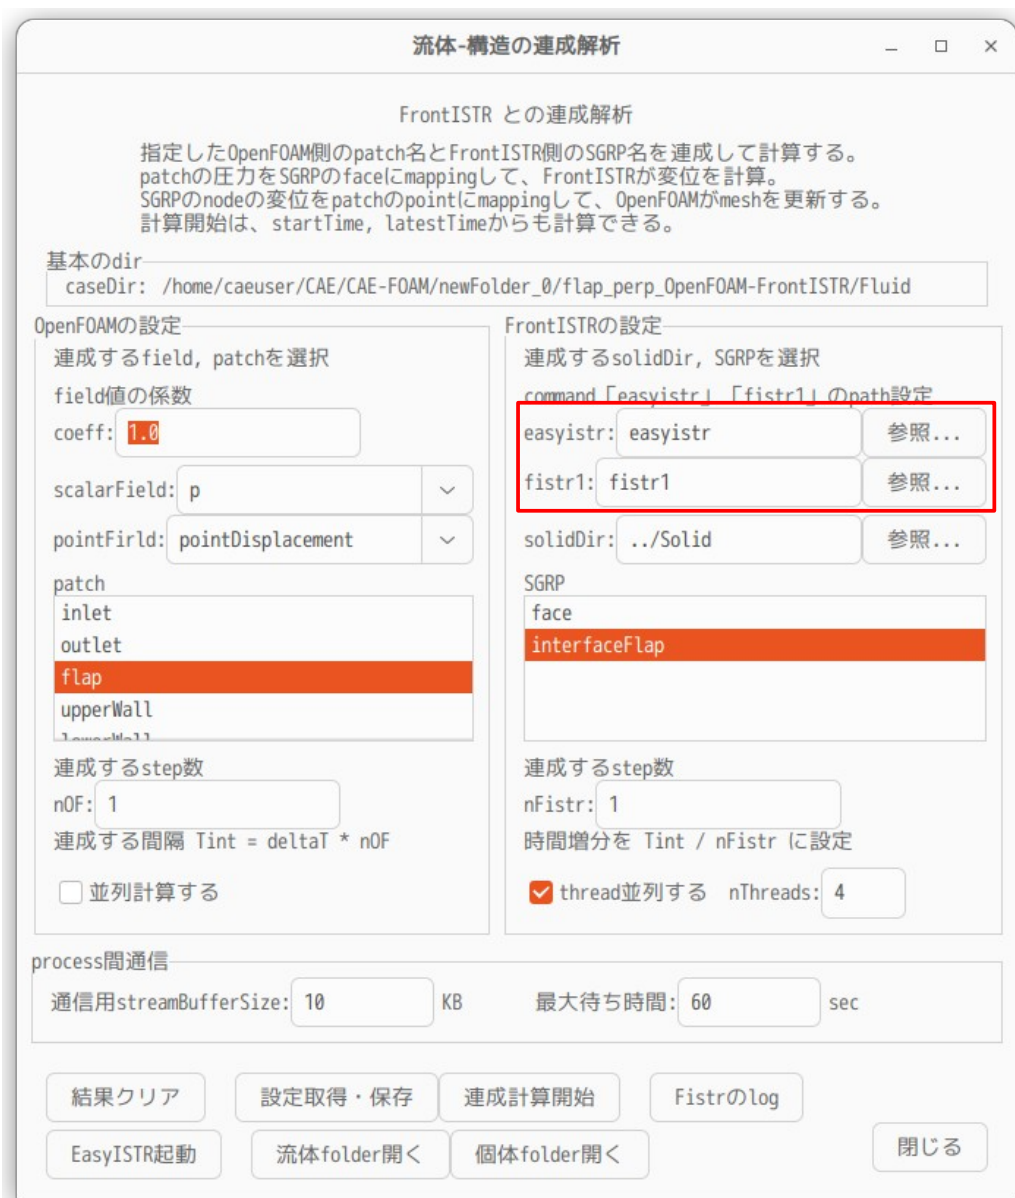 流体-構造の連成解析
FrontISTR との連成解析
指定したOpenFOAM側のpatch名とFrontISTR側のSGRP名を連成して計算する。
patchの圧力をSGRPのfaceにmappingして、FrontISTRが変位を計算。
SGRPのnodeの変位をpatchのpointにmappingして、OpenFOAMがmeshを更新する。
計算開始は、startTime, latestTimeからも計算できる。
基本のdir
caseDir: /home/caeuser/CAE/CAE-FOAM/newFolder_0/flap_perp_OpenFOAM-FrontISTR/Fluid
OpenFOAMの設定
連成するfield, patchを選択
field値の係数
coeff: 1.0
scalarField: p
pointFirld: pointDisplacement
patch
inlet
outlet
flap
upperWall
lowerWall
連成するstep数
nOF: 1
連成する間隔 Tint = deltaT * nOF
並列計算する
FrontISTRの設定
連成するsolidDir, SGRPを選択
command「easyistr」「fistr1」のpath設定
easyistr: easyistr 参照...
fistr1: fistr1 参照...
solidDir: ../Solid 参照...
SGRP
face
interfaceFlap
連成するstep数
nFistr: 1
時間増分を Tint / nFistr に設定
thread並列する nThreads: 4
process間通信
通信用streamBufferSize: 10 KB 最大待ち時間: 60 sec
結果クリア 設定取得・保存 連成計算開始 Fistrのlog
EasyISTR起動 流体folder開く 個体folder開く 閉じる